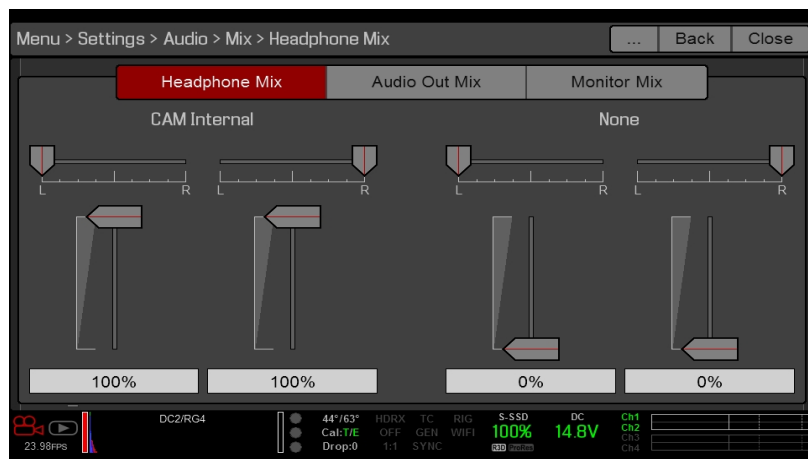 Menu > Settings > Audio > Mix > Headphone Mix ... Back Close
Headphone Mix Audio Out Mix Monitor Mix
CAM Internal None
L R L R L R L R
100% 100% 0% 0%
DC2/RG4 44°/63° HDRX TC RIG S-SSD DC Ch1
Cal:T/E OFF GEN WIFI 100% 14.8V Ch2
23.98FPS Drop:0 1:1 SYNC R3D ProRes Ch3
Ch4